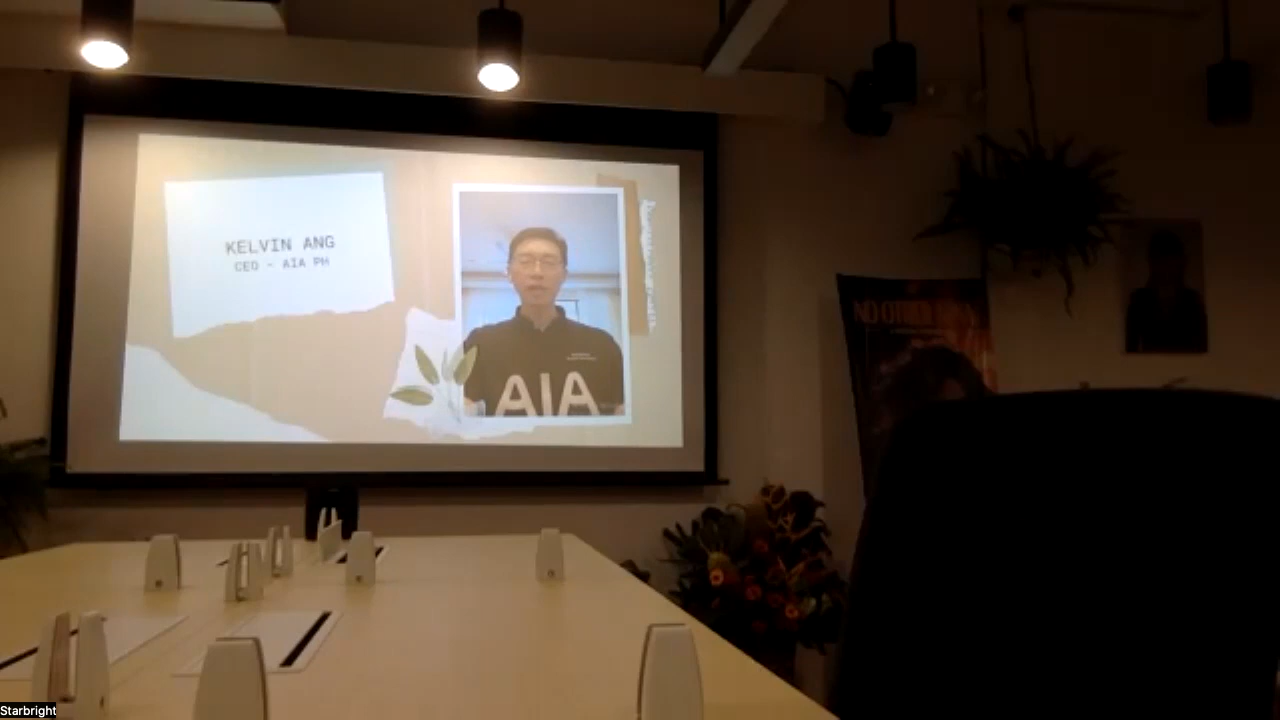 KELVIN ANG
CEO - AIA PH
AIA
NO OTHER
Starbright